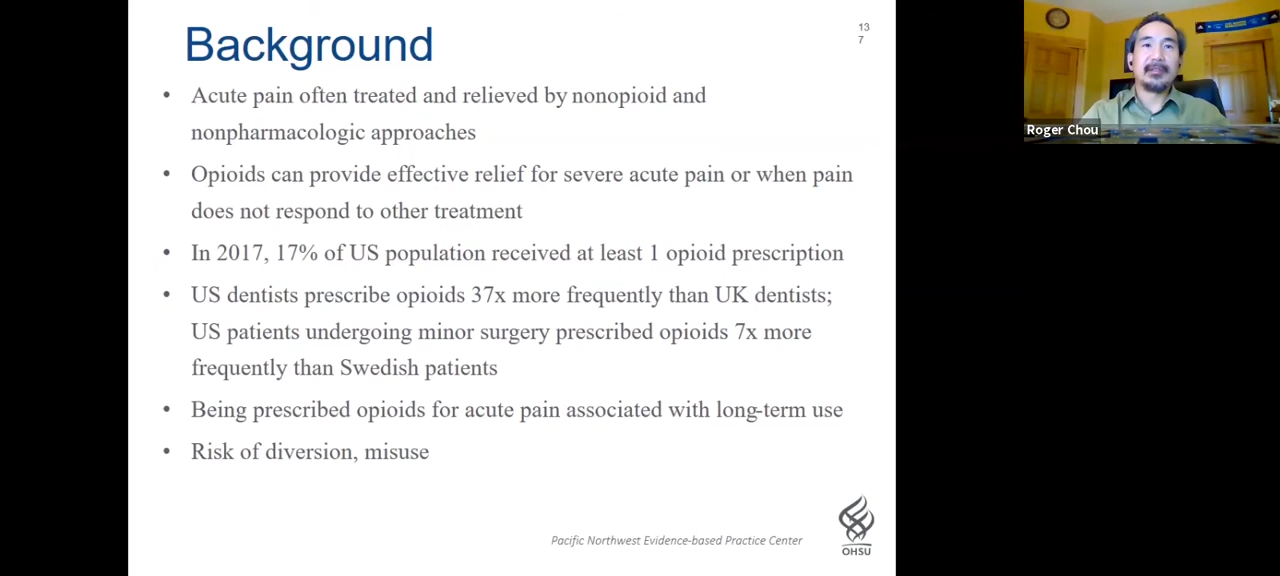 Background
13
7
• Acute pain often treated and relieved by nonopioid and
nonpharmacologic approaches
• Opioids can provide effective relief for severe acute pain or when pain
does not respond to other treatment
• In 2017, 17% of US population received at least 1 opioid prescription
• US dentists prescribe opioids 37x more frequently than UK dentists;
US patients undergoing minor surgery prescribed opioids 7x more
frequently than Swedish patients
• Being prescribed opioids for acute pain associated with long-term use
• Risk of diversion, misuse
Pacific Northwest Evidence-based Practice Center
OHSU
Roger Chou